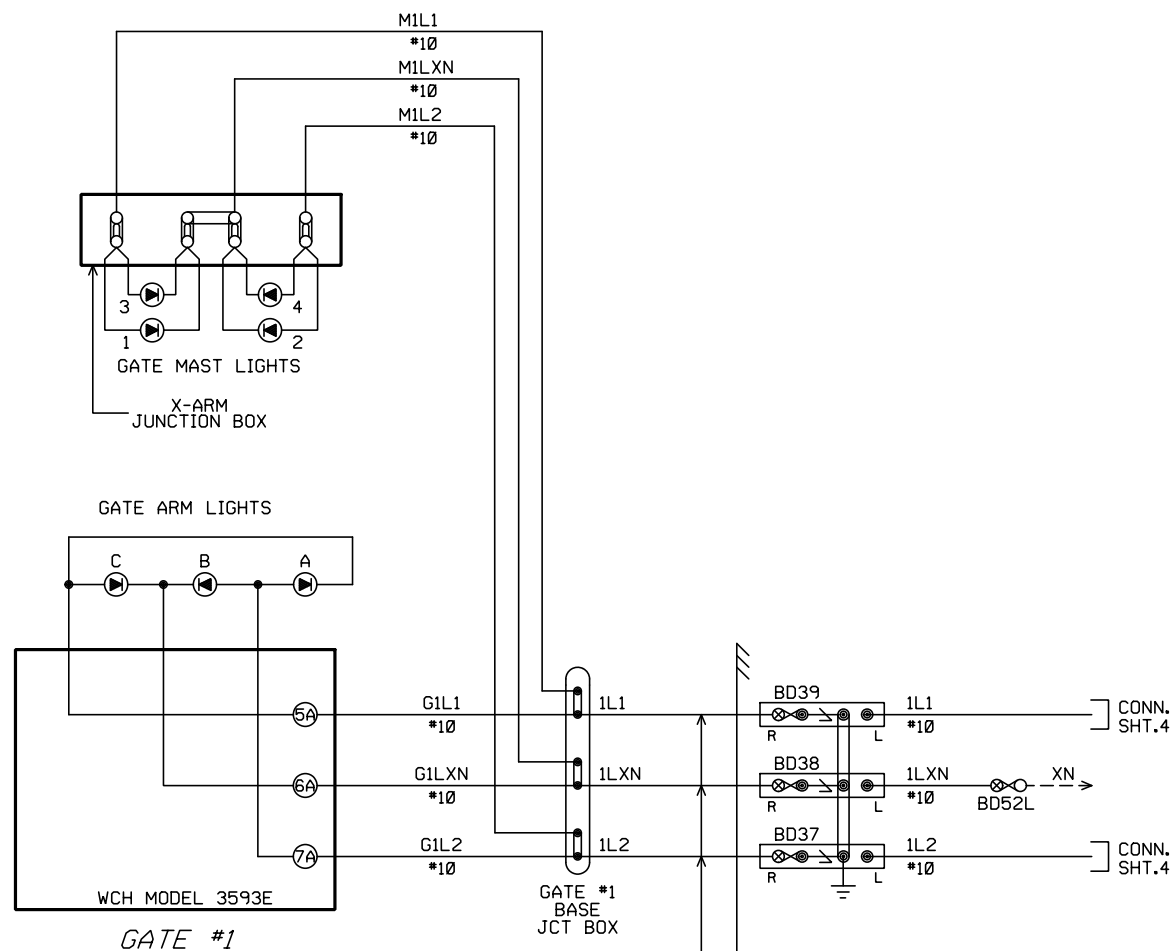 M1L1
#10
M1LXN
#10
M1L2
#10
3
4
1
2
GATE MAST LIGHTS
X-ARM
JUNCTION BOX
GATE ARM LIGHTS
C
B
A
5A
G1L1
#10
1L1
BD39
R
L
1L1
#10
CONN.
SHT.4
6A
G1LXN
#10
1LXN
BD38
R
L
1LXN
#10
BD52L
XN
7A
G1L2
#10
1L2
BD37
R
L
1L2
#10
CONN.
SHT.4
WCH MODEL 3593E
GATE #1
BASE
JCT BOX
GATE #1